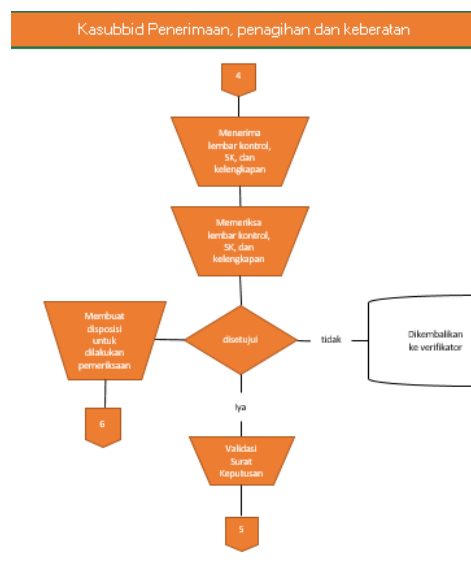 Kasubbid Penerimaan, penagihan dan keberatan
4
Menerima
lembar kontrol,
SK, dan
kelengkapan
Memeriksa
lembar kontrol,
SK, dan
kelengkapan
Membuat
disposisi
untuk
dilakukan
pemeriksaan
disetujui
tidak
Dikembalikan
ke verifikator
6
Iya
Validasi
Surat
Keputusan
5